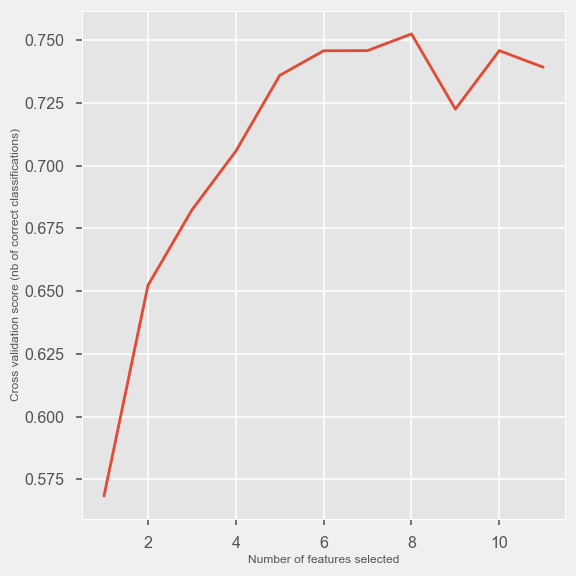 Cross validation score (nb of correct classifications)
0.750
0.725
0.700
0.675
0.650
0.625
0.600
0.575
2 4 6 8 10
Number of features selected